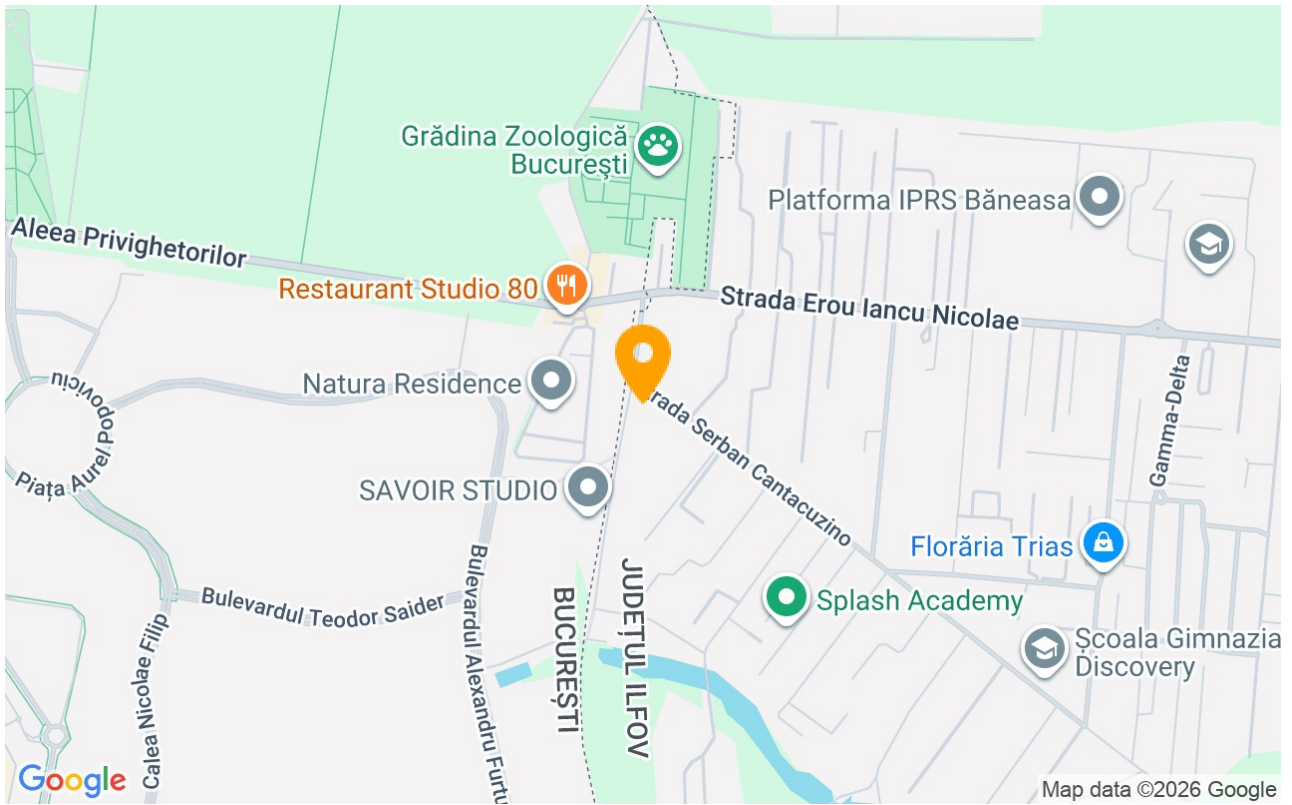 Grădina Zoologică
Bucureşti
Platforma IPRS Băneasa
Aleea Privighetorilor
Restaurant Studio 80
Strada Erou Iancu Nicolae
Natura Residence
Piața Aurel Popoviciu
Strada Serban Cantacuzino
Gamma-Delta
SAVOIR STUDIO
Florăria Trias
Bulevardul Teodor Saider
Splash Academy
JUDEȚUL ILFOV
BUCUREȘTI
Școala Gimnazia
Discovery
Calea Nicolae Filip
Bulevardul Alexandru Furtu
Google
Map data ©2026 Google